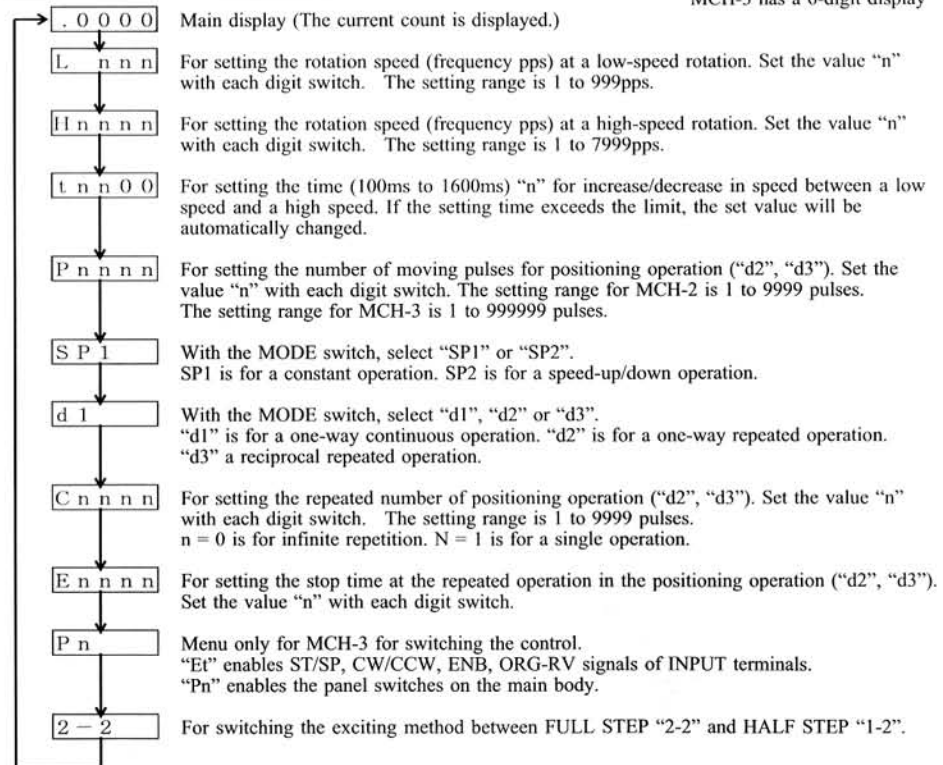 MCH-3 has a 6-digit display
. 0 0 0 0 Main display (The current count is displayed.)
L n n n For setting the rotation speed (frequency pps) at a low-speed rotation. Set the value “n”
with each digit switch. The setting range is 1 to 999pps.
H n n n n For setting the rotation speed (frequency pps) at a high-speed rotation. Set the value “n”
with each digit switch. The setting range is 1 to 7999pps.
t n n 0 0 For setting the time (100ms to 1600ms) “n” for increase/decrease in speed between a low
speed and a high speed. If the setting time exceeds the limit, the set value will be
automatically changed.
P n n n n For setting the number of moving pulses for positioning operation (“d2”, “d3”). Set the
value “n” with each digit switch. The setting range for MCH-2 is 1 to 9999 pulses.
The setting range for MCH-3 is 1 to 999999 pulses.
S P 1 With the MODE switch, select “SP1” or “SP2”.
SP1 is for a constant operation. SP2 is for a speed-up/down operation.
d 1 With the MODE switch, select “d1”, “d2” or “d3”.
“d1” is for a one-way continuous operation. “d2” is for a one-way repeated operation.
“d3” a reciprocal repeated operation.
C n n n n For setting the repeated number of positioning operation (“d2”, “d3”). Set the value “n”
with each digit switch. The setting range is 1 to 9999 pulses.
n = 0 is for infinite repetition. N = 1 is for a single operation.
E n n n n For setting the stop time at the repeated operation in the positioning operation (“d2”, “d3”).
Set the value “n” with each digit switch.
P n Menu only for MCH-3 for switching the control.
“Et” enables ST/SP, CW/CCW, ENB, ORG-RV signals of INPUT terminals.
“Pn” enables the panel switches on the main body.
2 - 2 For switching the exciting method between FULL STEP “2-2” and HALF STEP “1-2”.